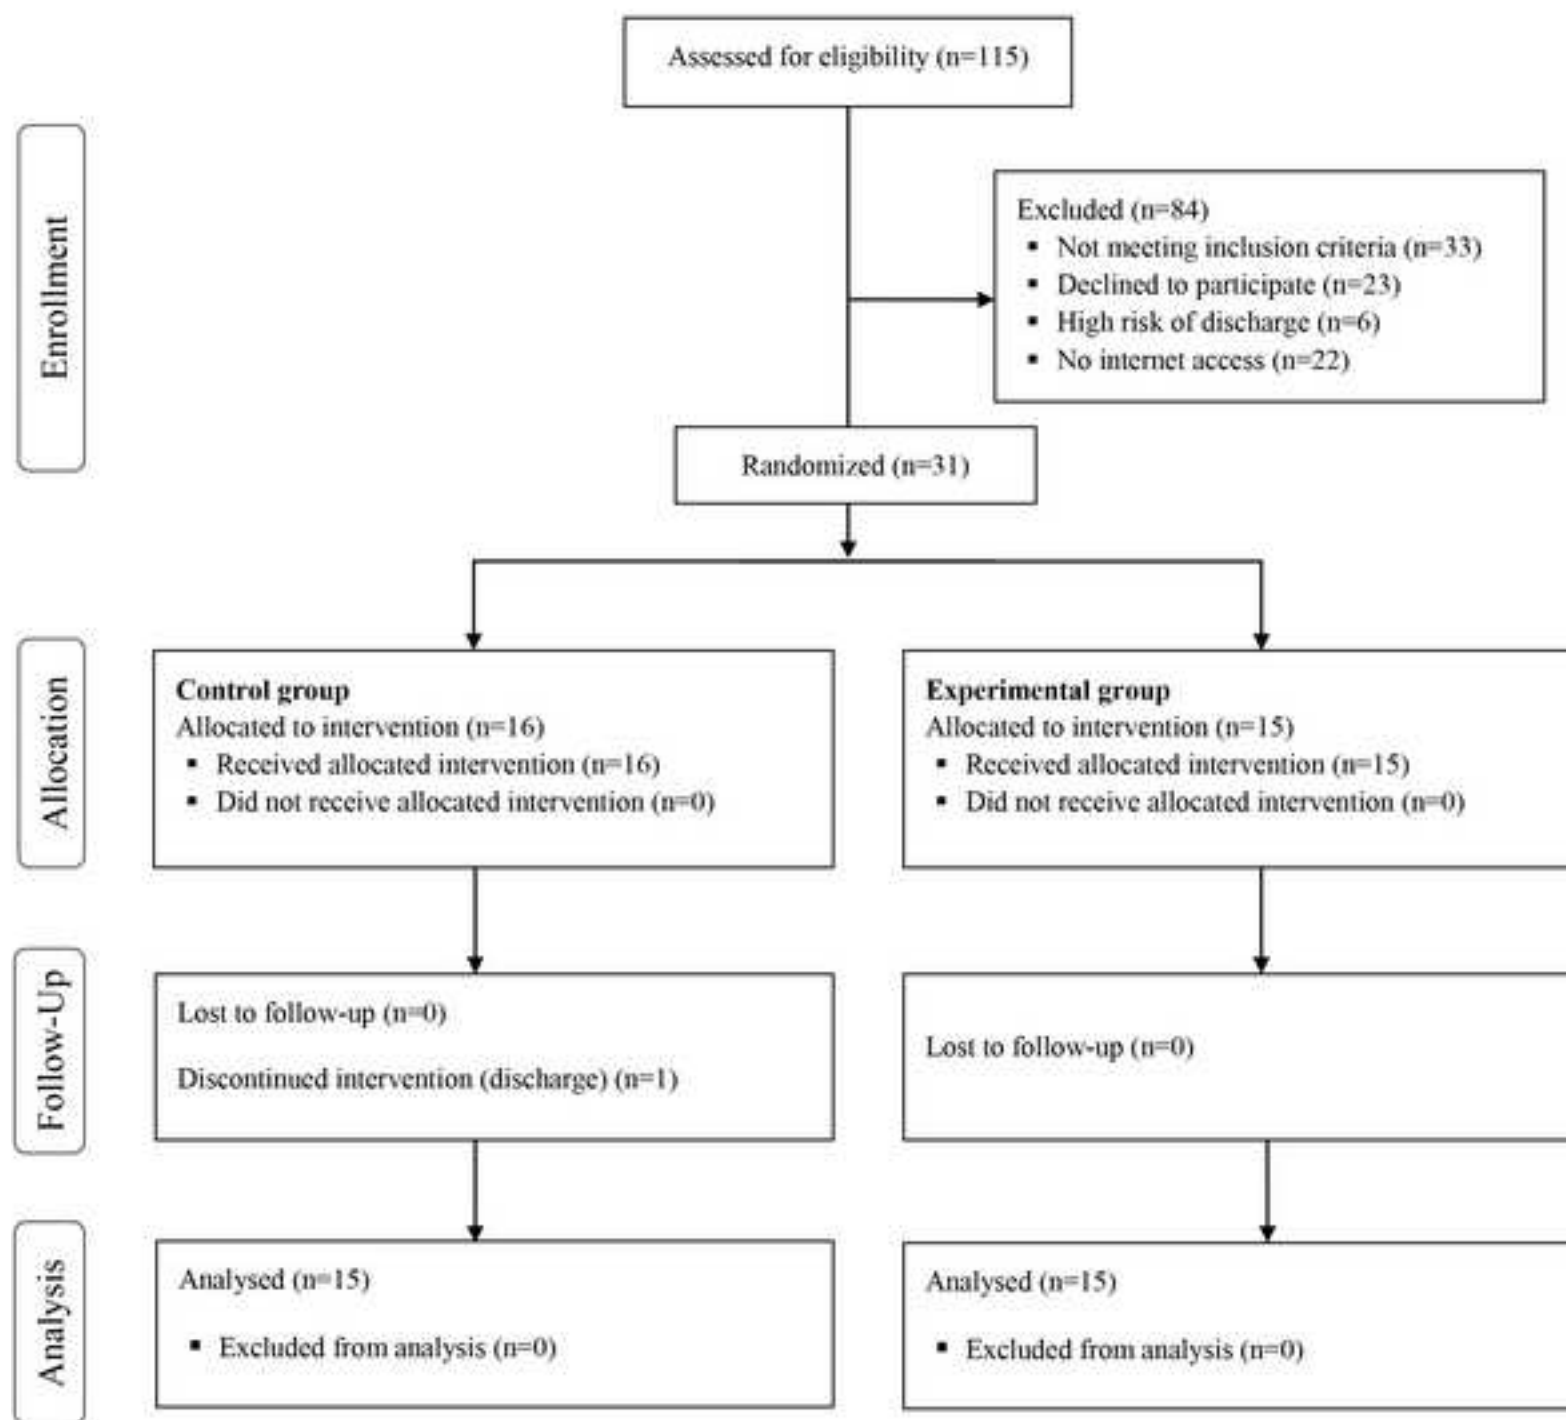 Assessed for eligibility (n=115)
Enrollment
Excluded (n=84)
▪ Not meeting inclusion criteria (n=33)
▪ Declined to participate (n=23)
▪ High risk of discharge (n=6)
▪ No internet access (n=22)
Randomized (n=31)
Allocation
Control group
Allocated to intervention (n=16)
▪ Received allocated intervention (n=16)
▪ Did not receive allocated intervention (n=0)
Experimental group
Allocated to intervention (n=15)
▪ Received allocated intervention (n=15)
▪ Did not receive allocated intervention (n=0)
Follow-Up
Lost to follow-up (n=0)
Discontinued intervention (discharge) (n=1)
Lost to follow-up (n=0)
Analysis
Analysed (n=15)
▪ Excluded from analysis (n=0)
Analysed (n=15)
▪ Excluded from analysis (n=0)